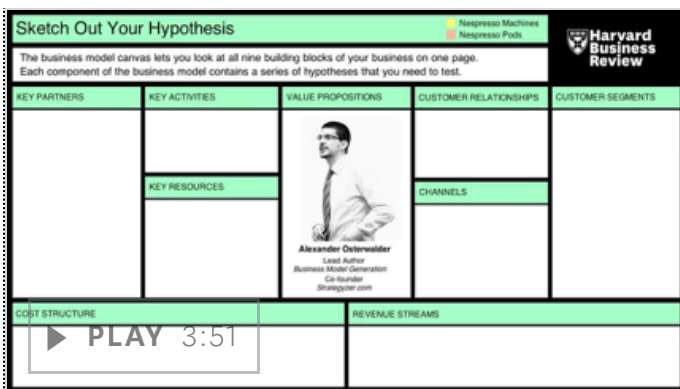 Sketch Out Your Hypothesis
Nespresso Machines
Nespresso Pods
Harvard
Business
Review
The business model canvas lets you look at all nine building blocks of your business on one page.
Each component of the business model contains a series of hypotheses that you need to test.
KEY PARTNERS
KEY ACTIVITIES
VALUE PROPOSITIONS
CUSTOMER RELATIONSHIPS
CUSTOMER SEGMENTS
KEY RESOURCES
CHANNELS
Alexander Osterwalder
Lead Author
Business Model Generation
Co-founder
Strategyzer.com
COST STRUCTURE
REVENUE STREAMS
PLAY 3:51